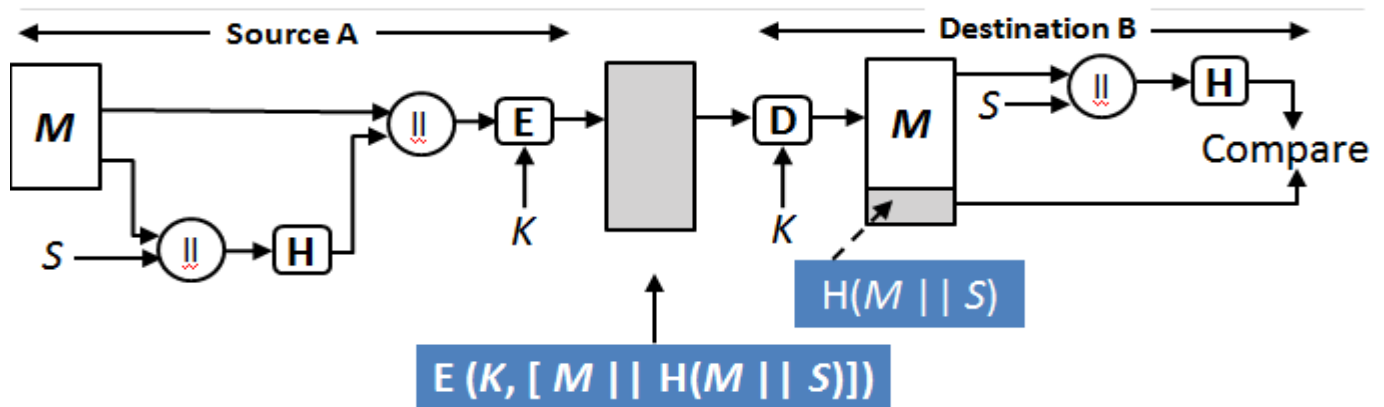 Source A
Destination B
M
||
E
K
S
||
H
D
K
M
S
||
H
Compare
H(M || S)
E (K, [ M || H(M || S)])